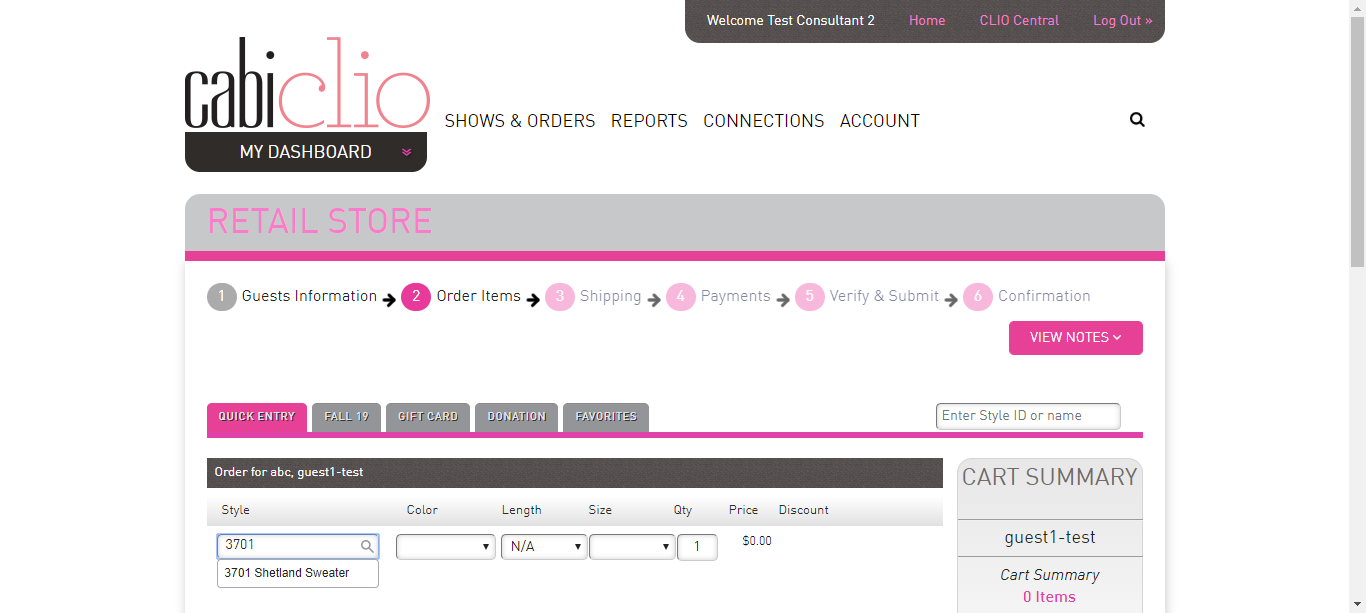 Welcome Test Consultant 2 Home CLIO Central Log Out »
cabiclio
SHOWS & ORDERS REPORTS CONNECTIONS ACCOUNT
MY DASHBOARD
RETAIL STORE
1 Guests Information 2 Order Items 3 Shipping 4 Payments 5 Verify & Submit 6 Confirmation
VIEW NOTES
QUICK ENTRY FALL 19 GIFT CARD DONATION FAVORITES Enter Style ID or name
Order for abc, guest1-test
CART SUMMARY
Style Color Length Size Qty Price Discount
guest1-test
3701 N/A 1 $0.00
3701 Shetland Sweater
Cart Summary
0 Items